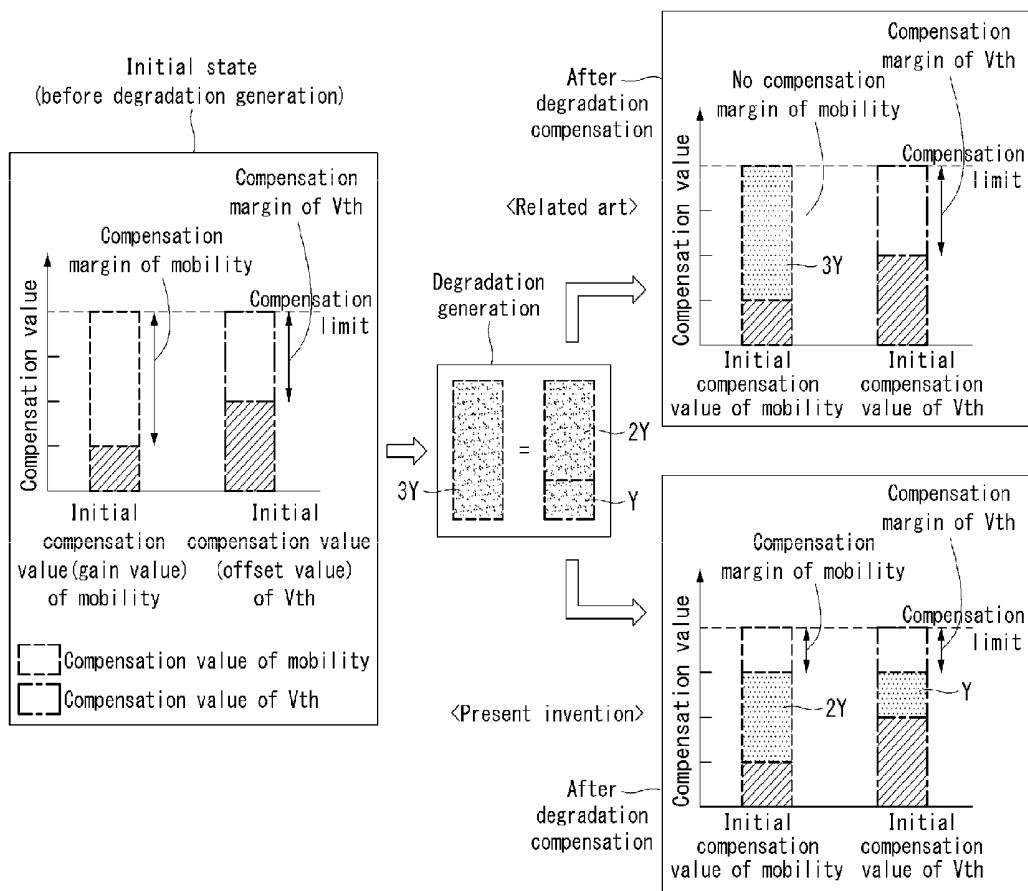 Initial state
(before degradation generation)
Compensation
margin of Vth
Compensation
margin of mobility
Compensation
limit
Compensation value
Initial
compensation
value(gain value)
of mobility
Initial
compensation value
(offset value)
of Vth
Compensation value of mobility
Compensation value of Vth
Degradation
generation
3Y
=
2Y
Y
After
degradation
compensation
<Related art>
No compensation
margin of mobility
Compensation
margin of Vth
Compensation
limit
Compensation value
3Y
Initial
compensation
value of mobility
Initial
compensation
value of Vth
<Present invention>
After
degradation
compensation
Compensation
margin of mobility
Compensation
margin of Vth
Compensation
limit
Compensation value
2Y
Y
Initial
compensation
value of mobility
Initial
compensation
value of Vth